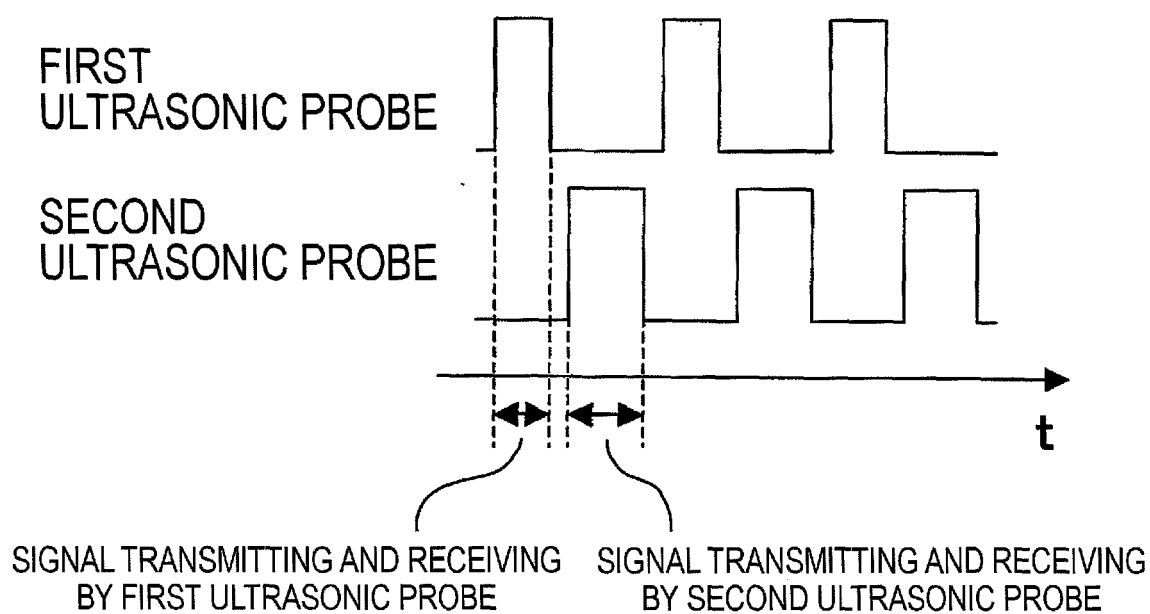 FIRST
ULTRASONIC PROBE
SECOND
ULTRASONIC PROBE
t
SIGNAL TRANSMITTING AND RECEIVING
BY FIRST ULTRASONIC PROBE
SIGNAL TRANSMITTING AND RECEIVING
BY SECOND ULTRASONIC PROBE